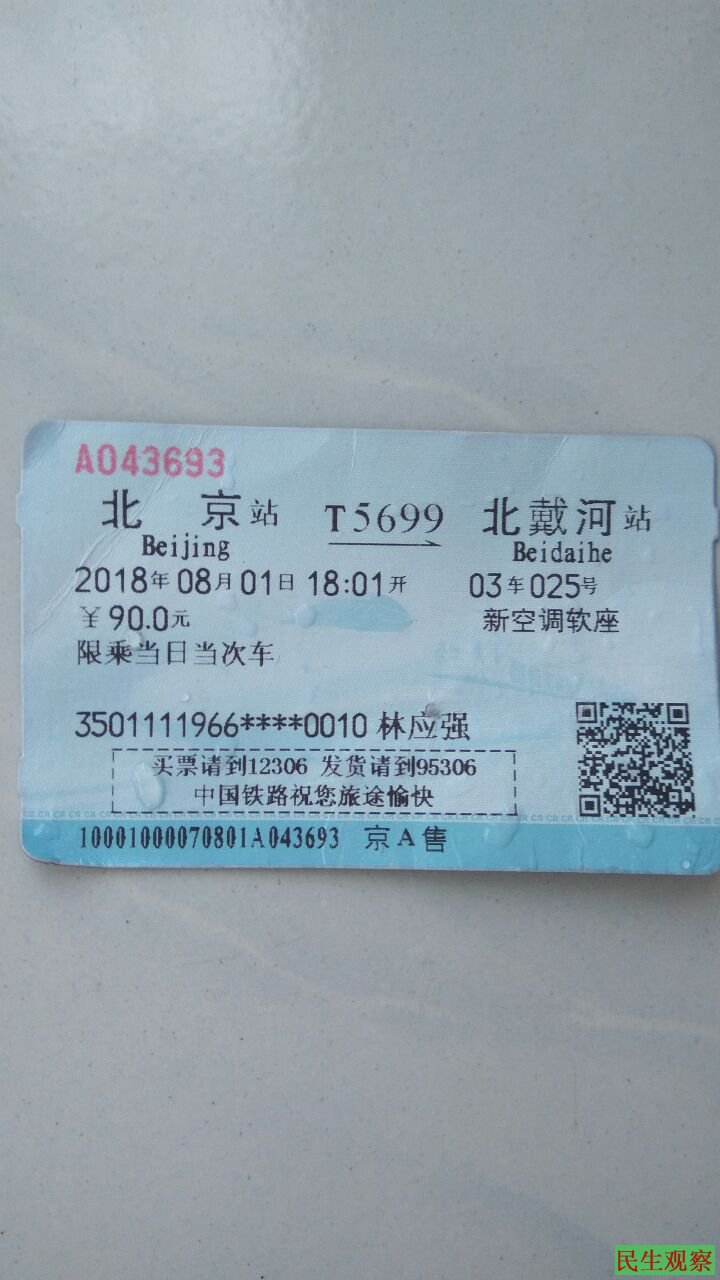 A043693
北京站 T5699 北戴河站
Beijing Beidaihe
2018年08月01日 18:01开 03车025号
￥90.0元 新空调软座
限乘当日当次车
3501111966****0010 林应强
买票请到12306 发货请到95306
中国铁路祝您旅途愉快
10001000070801A043693 京A售
民生观察